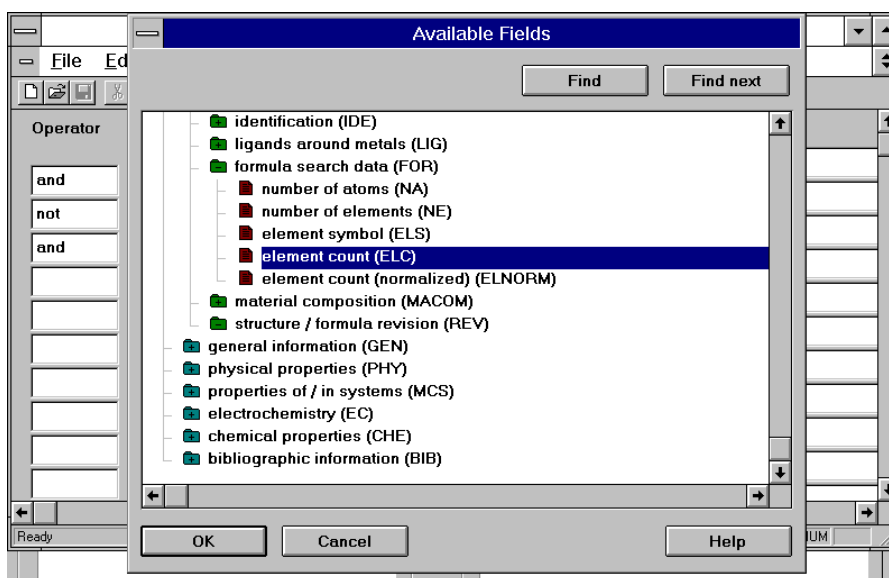 Available Fields
File Ed
Find Find next
Operator
identification (IDE)
ligands around metals (LIG)
formula search data (FOR)
and
number of atoms (NA)
not
number of elements (NE)
element symbol (ELS)
and
element count (ELC)
element count (normalized) (ELNORM)
material composition (MACOM)
structure / formula revision (REV)
general information (GEN)
physical properties (PHY)
properties of / in systems (MCS)
electrochemistry (EC)
chemical properties (CHE)
bibliographic information (BIB)
Ready
OK Cancel Help
IUM